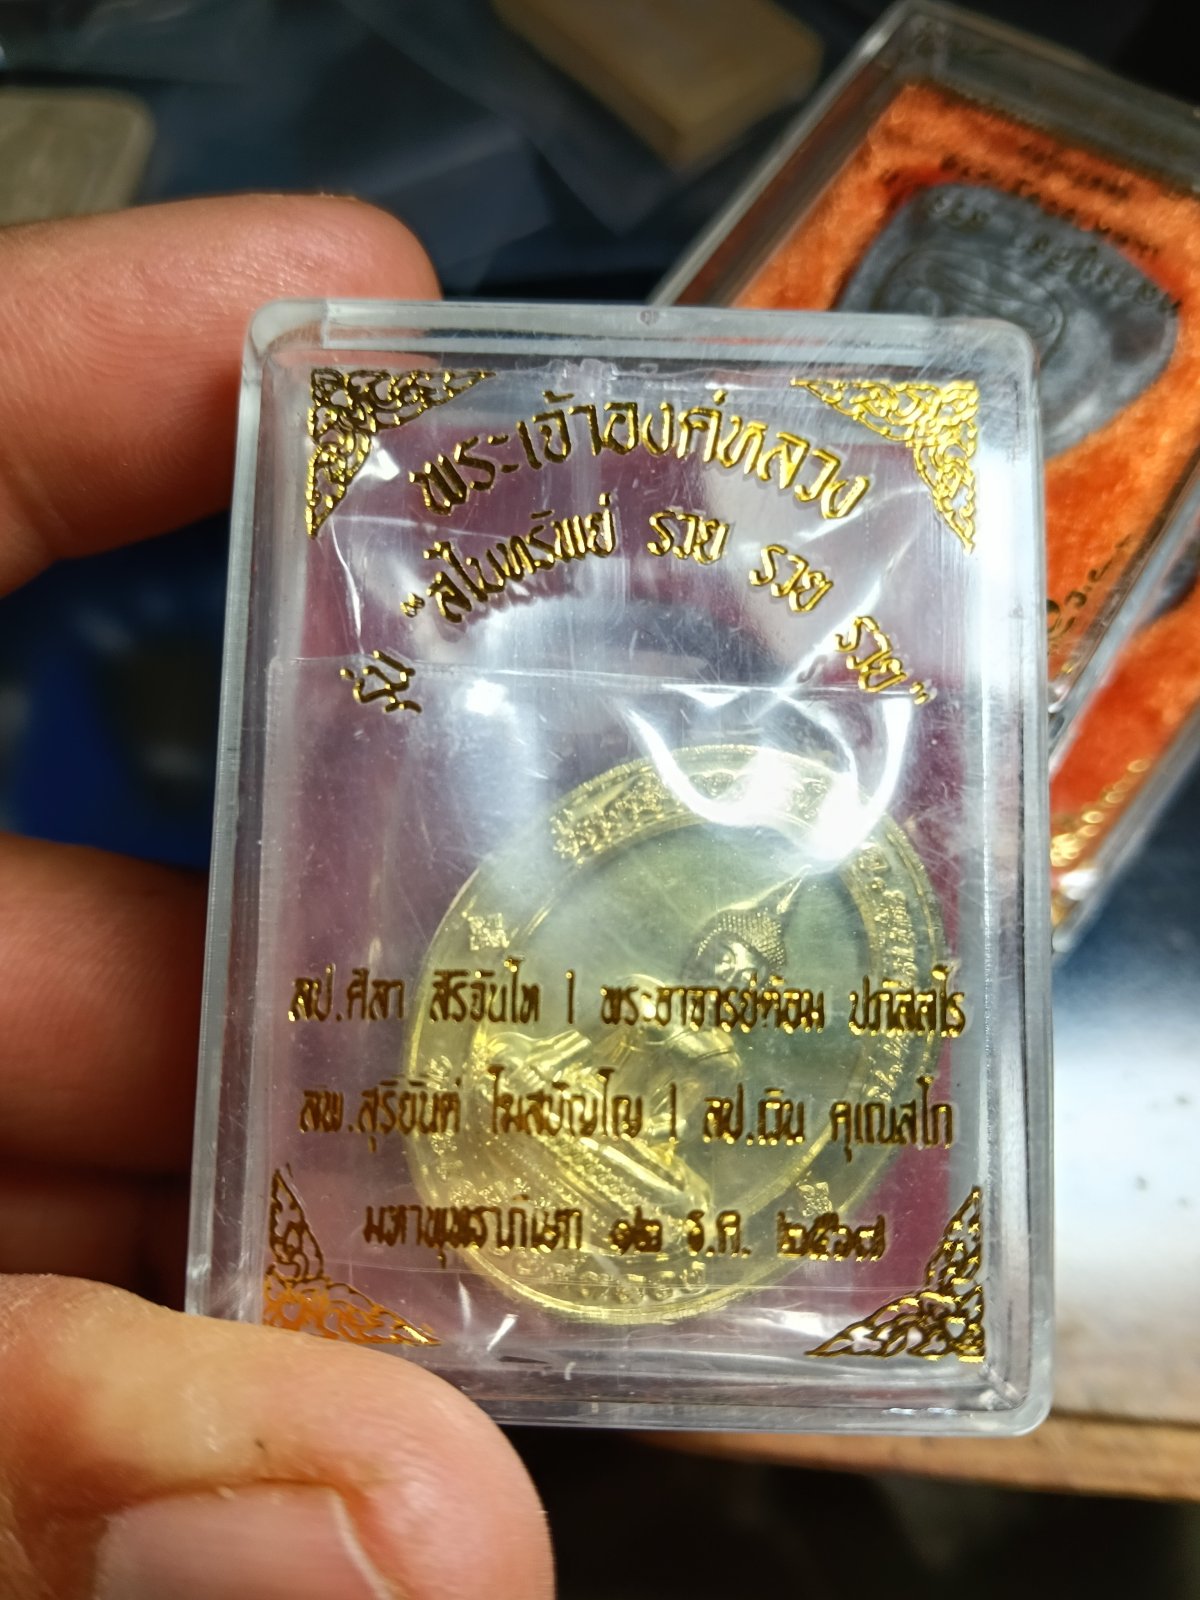 พระเจ้าองค์หลวง
รุ่น "สไบทรัพย์ รวย รวย รวย"
ลป.ศิลา สิริจันโท | พระอาจารย์ต้อม ปภัสสโร
ลพ.สุริยันต์ โฆสปัญโญ | ลป.เณิน คุณสโก
มหาพุทธาภิเษก ๑๒ ธ.ค. ๒๕๖๗